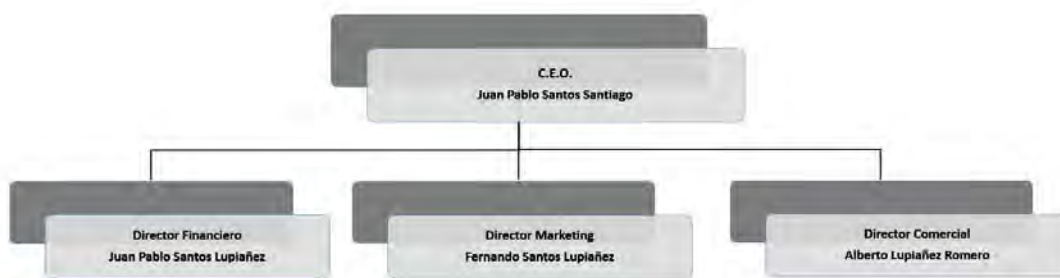 C.E.O.
Juan Pablo Santos Santiago
Director Financiero
Juan Pablo Santos Lupiañez
Director Marketing
Fernando Santos Lupiañez
Director Comercial
Alberto Lupiañez Romero